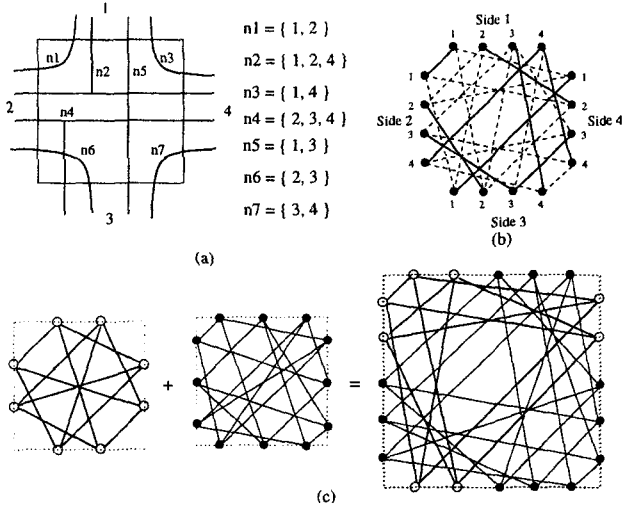 1
n1
n2
n5
n3
2
n4
4
n6
n7
3
n1 = { 1, 2 }
n2 = { 1, 2, 4 }
n3 = { 1, 4 }
n4 = { 2, 3, 4 }
n5 = { 1, 3 }
n6 = { 2, 3 }
n7 = { 3, 4 }
(a)
Side 1
1 2 3 4
1 1
2 2
Side 2 Side 4
3 3
4 4
1 2 3 4
Side 3
(b)
+ =
(c)